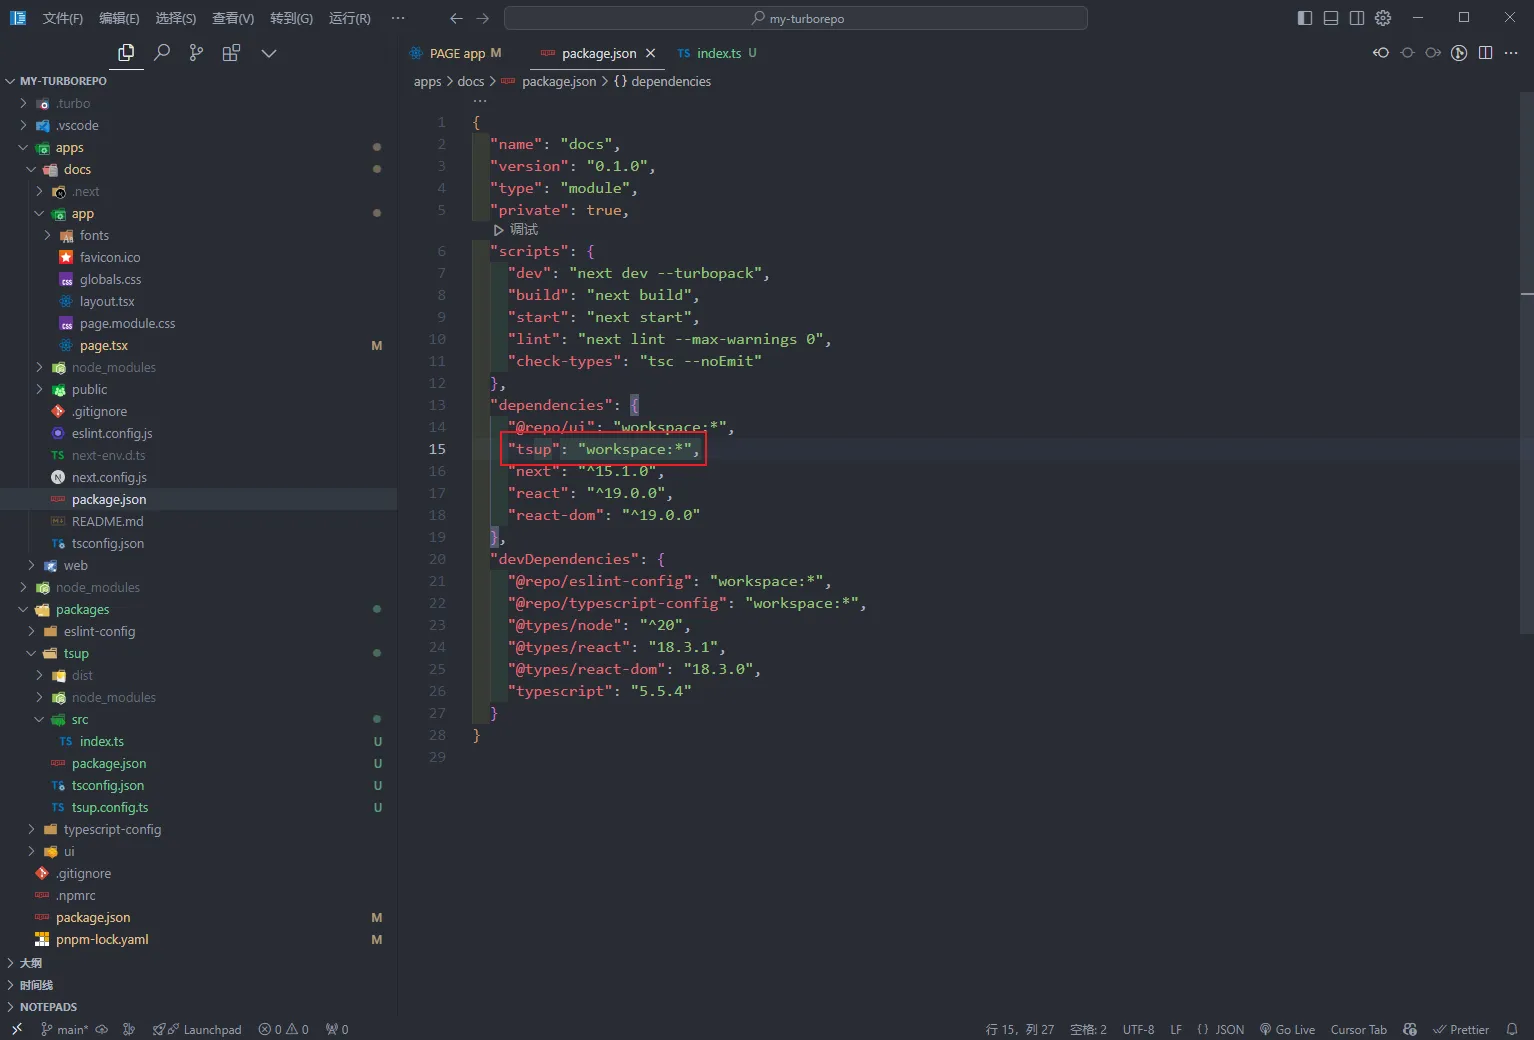 文件(F) 编辑(E) 选择(S) 查看(V) 转到(G) 运行(R) ··· my-turborepo
PAGE app M package.json TS index.ts U
MY-TURBOREPO
.turbo
.vscode
apps
docs
.next
app
fonts
favicon.ico
globals.css
layout.tsx
page.module.css
page.tsx M
node_modules
public
.gitignore
eslint.config.js
TS next-env.d.ts
next.config.js
package.json
README.md
tsconfig.json
web
node_modules
packages
eslint-config
tsup
dist
node_modules
src
TS index.ts U
package.json U
tsconfig.json U
TS tsup.config.ts U
typescript-config
ui
.gitignore
.npmrc
package.json M
pnpm-lock.yaml M
大纲
时间线
NOTEPADS
apps > docs > package.json > {} dependencies
···
1 {
2 "name": "docs",
3 "version": "0.1.0",
4 "type": "module",
5 "private": true,
调试
6 "scripts": {
7 "dev": "next dev --turbopack",
8 "build": "next build",
9 "start": "next start",
10 "lint": "next lint --max-warnings 0",
11 "check-types": "tsc --noEmit"
12 },
13 "dependencies": {
14 "@repo/ui": "workspace:*",
15 "tsup": "workspace:*",
16 "next": "^15.1.0",
17 "react": "^19.0.0",
18 "react-dom": "^19.0.0"
19 },
20 "devDependencies": {
21 "@repo/eslint-config": "workspace:*",
22 "@repo/typescript-config": "workspace:*",
23 "@types/node": "^20",
24 "@types/react": "18.3.1",
25 "@types/react-dom": "18.3.0",
26 "typescript": "5.5.4"
27 }
28 }
29
main* Launchpad 0 0 0 行 15, 列 27 空格: 2 UTF-8 LF {} JSON Go Live Cursor Tab Prettier